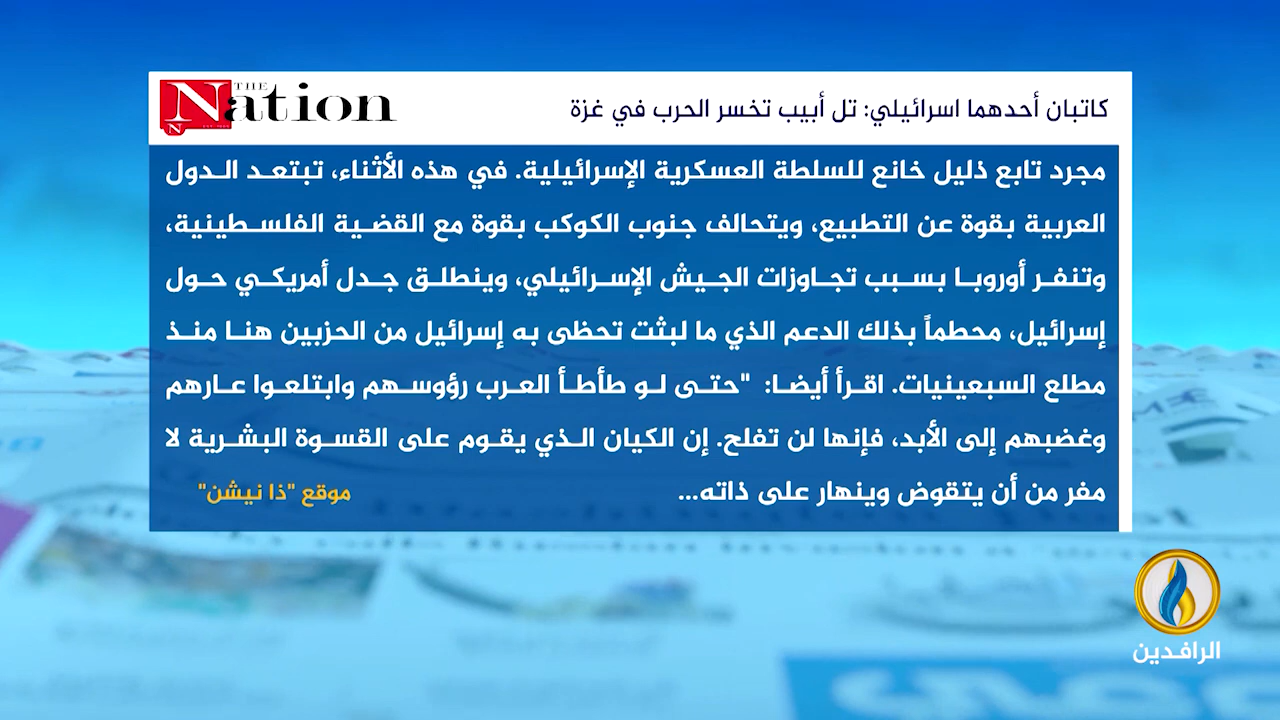 THE Nation
كاتبان أحدهما اسرائيلي: تل أبيب تخسر الحرب في غزة
مجرد تابع ذليل خانع للسلطة العسكرية الإسرائيلية. في هذه الأثناء، تبتعد الدول
العربية بقوة عن التطبيع، ويتحالف جنوب الكوكب بقوة مع القضية الفلسطينية،
وتنفر أوروبا بسبب تجاوزات الجيش الإسرائيلي، وينطلق جدل أمريكي حول
إسرائيل، محطماً بذلك الدعم الذي ما لبثت تحظى به إسرائيل من الحزبين هنا منذ
مطلع السبعينيات. اقرأ أيضا: "حتى لو طأطأ العرب رؤوسهم وابتلعوا عارهم
وغضبهم إلى الأبد، فإنها لن تفلح. إن الكيان الذي يقوم على القسوة البشرية لا
مفر من أن يتقوض وينهار على ذاته...
موقع "ذا نيشن"
الرافدين